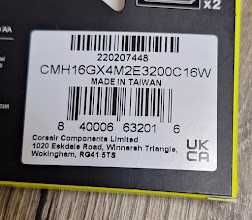 x2
220207448
CMH16GX4M2E3200C16W
MADE IN TAIWAN
8 40006 63201 6
Corsair Components Limited
1020 Eskdale Road, Winnersh Triangle,
Wokingham, RG41 5TS
UK
CA